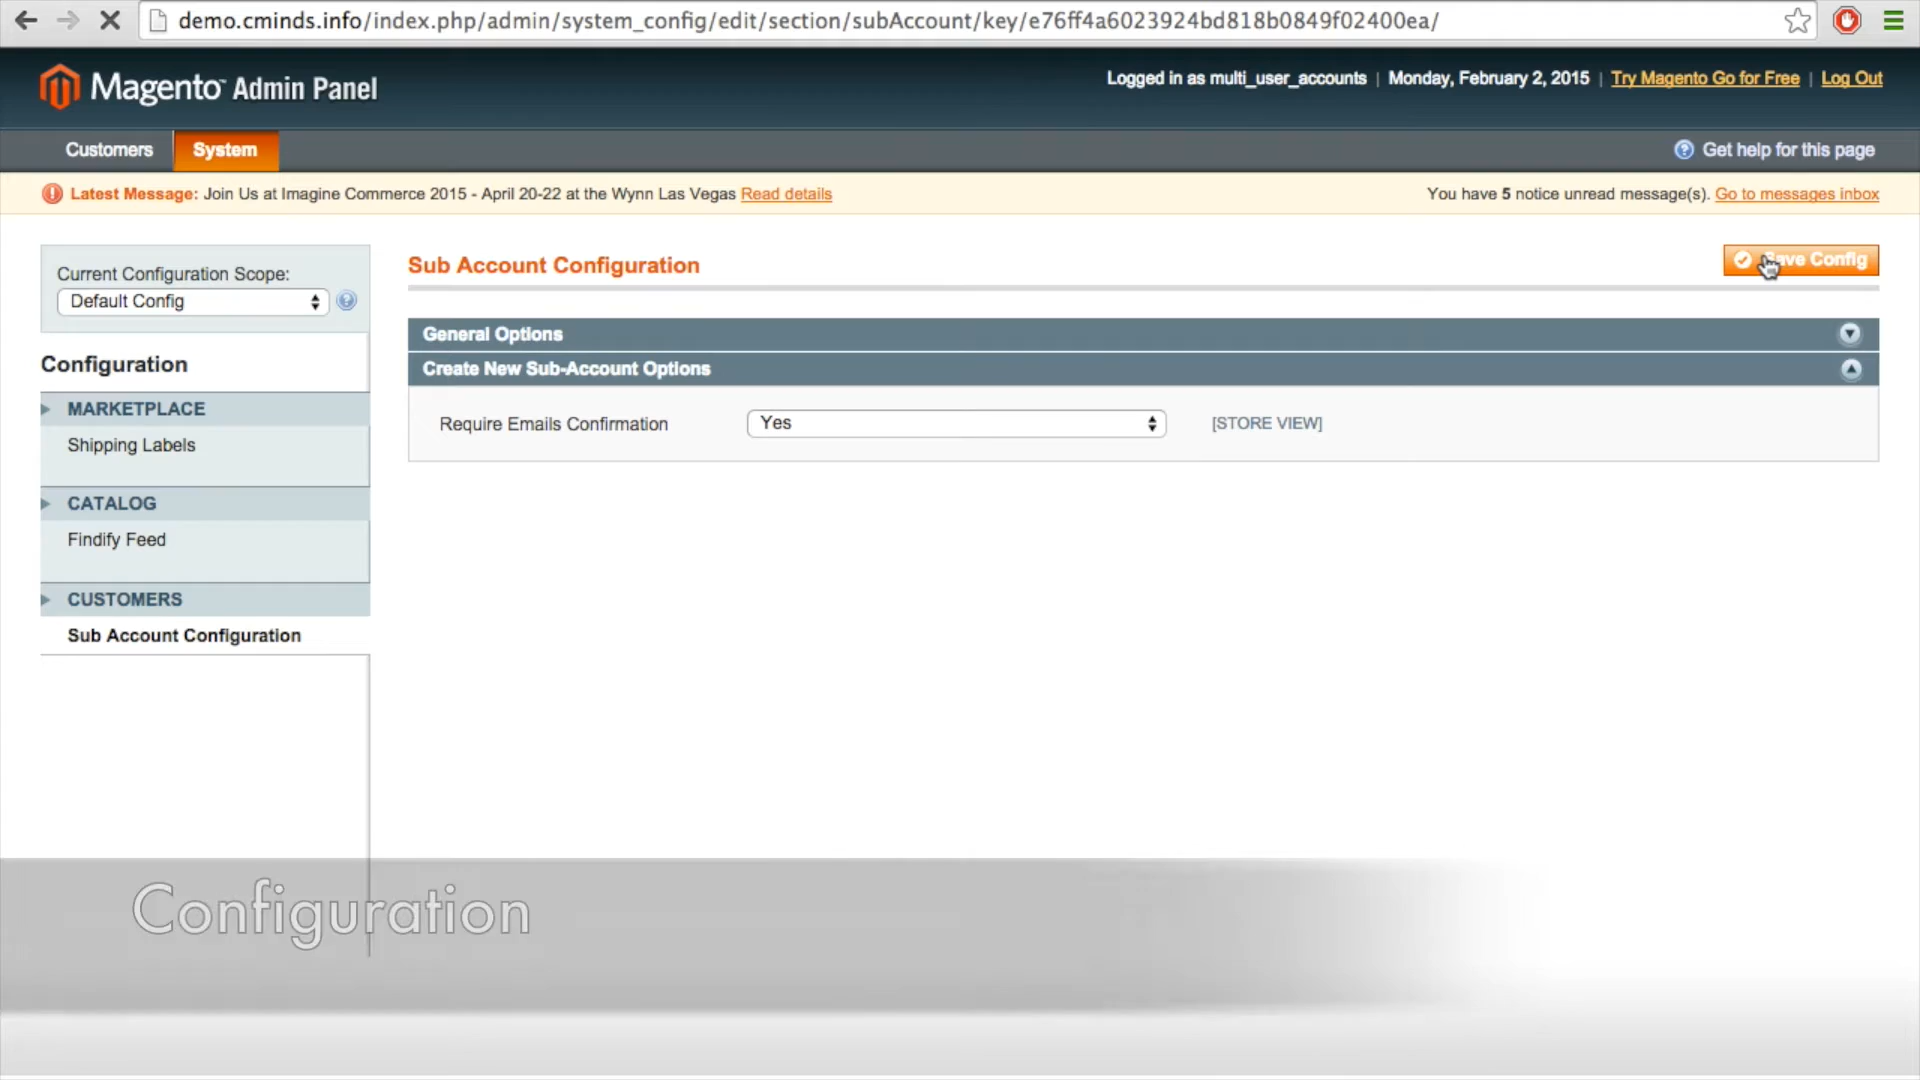 demo.cminds.info/index.php/admin/system_config/edit/section/subAccount/key/e76ff4a6023924bd818b0849f02400ea/
Magento Admin Panel
Logged in as multi_user_accounts | Monday, February 2, 2015 | Try Magento Go for Free | Log Out
Customers System
Get help for this page
Latest Message: Join Us at Imagine Commerce 2015 - April 20-22 at the Wynn Las Vegas Read details
You have 5 notice unread message(s). Go to messages inbox
Current Configuration Scope:
Default Config
Configuration
MARKETPLACE
Shipping Labels
CATALOG
Findify Feed
CUSTOMERS
Sub Account Configuration
Sub Account Configuration
Save Config
General Options
Create New Sub-Account Options
Require Emails Confirmation Yes [STORE VIEW]
Configuration